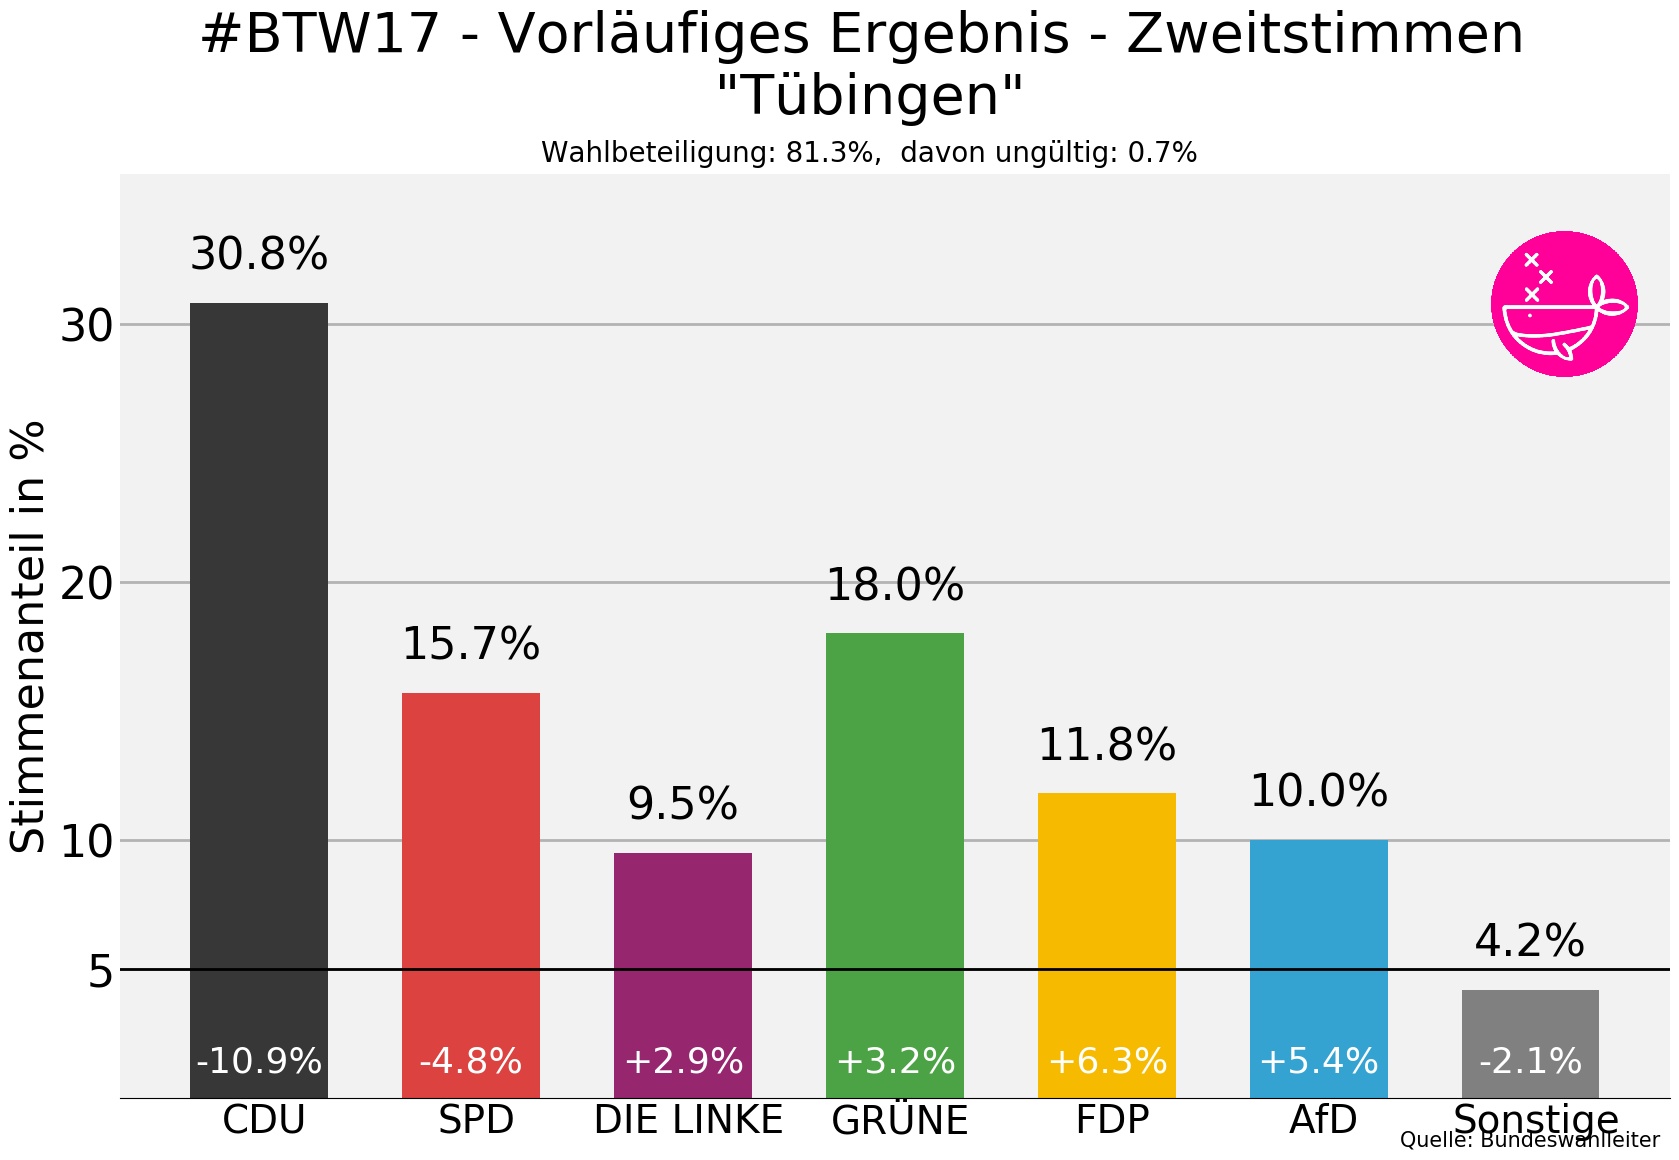 #BTW17 - Vorläufiges Ergebnis - Zweitstimmen
"Tübingen"
Wahlbeteiligung: 81.3%,  davon ungültig: 0.7%
Stimmenanteil in %
30
20
10
5
30.8%
15.7%
9.5%
18.0%
11.8%
10.0%
4.2%
-10.9%
-4.8%
+2.9%
+3.2%
+6.3%
+5.4%
-2.1%
CDU
SPD
DIE LINKE
GRÜNE
FDP
AfD
Sonstige
Quelle: Bundeswahlleiter